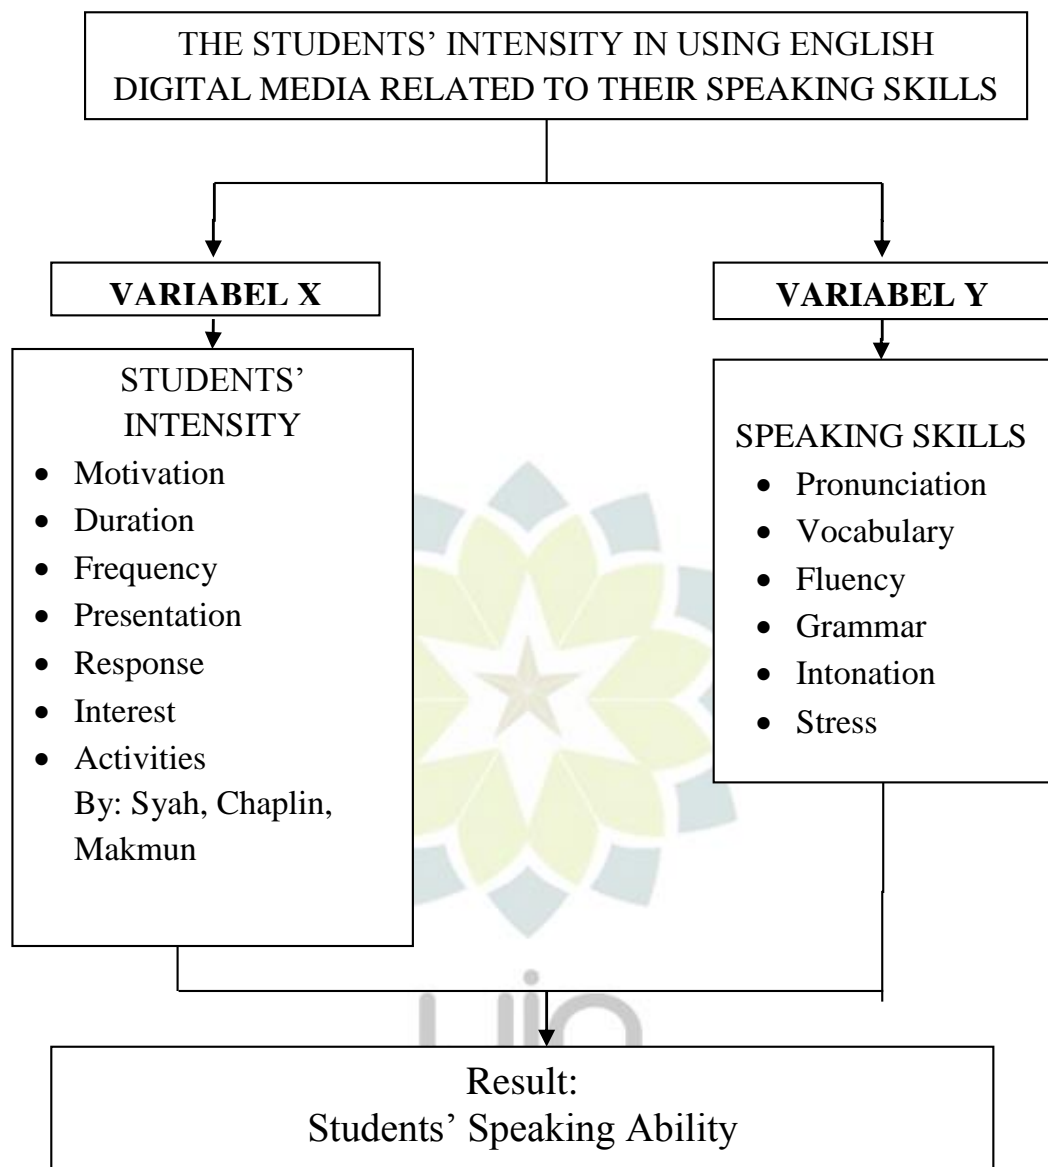 THE STUDENTS’ INTENSITY IN USING ENGLISH
DIGITAL MEDIA RELATED TO THEIR SPEAKING SKILLS
VARIABEL X
VARIABEL Y
STUDENTS’
INTENSITY
• Motivation
• Duration
• Frequency
• Presentation
• Response
• Interest
• Activities
By: Syah, Chaplin,
Makmun
SPEAKING SKILLS
• Pronunciation
• Vocabulary
• Fluency
• Grammar
• Intonation
• Stress
uin
Result:
Students’ Speaking Ability